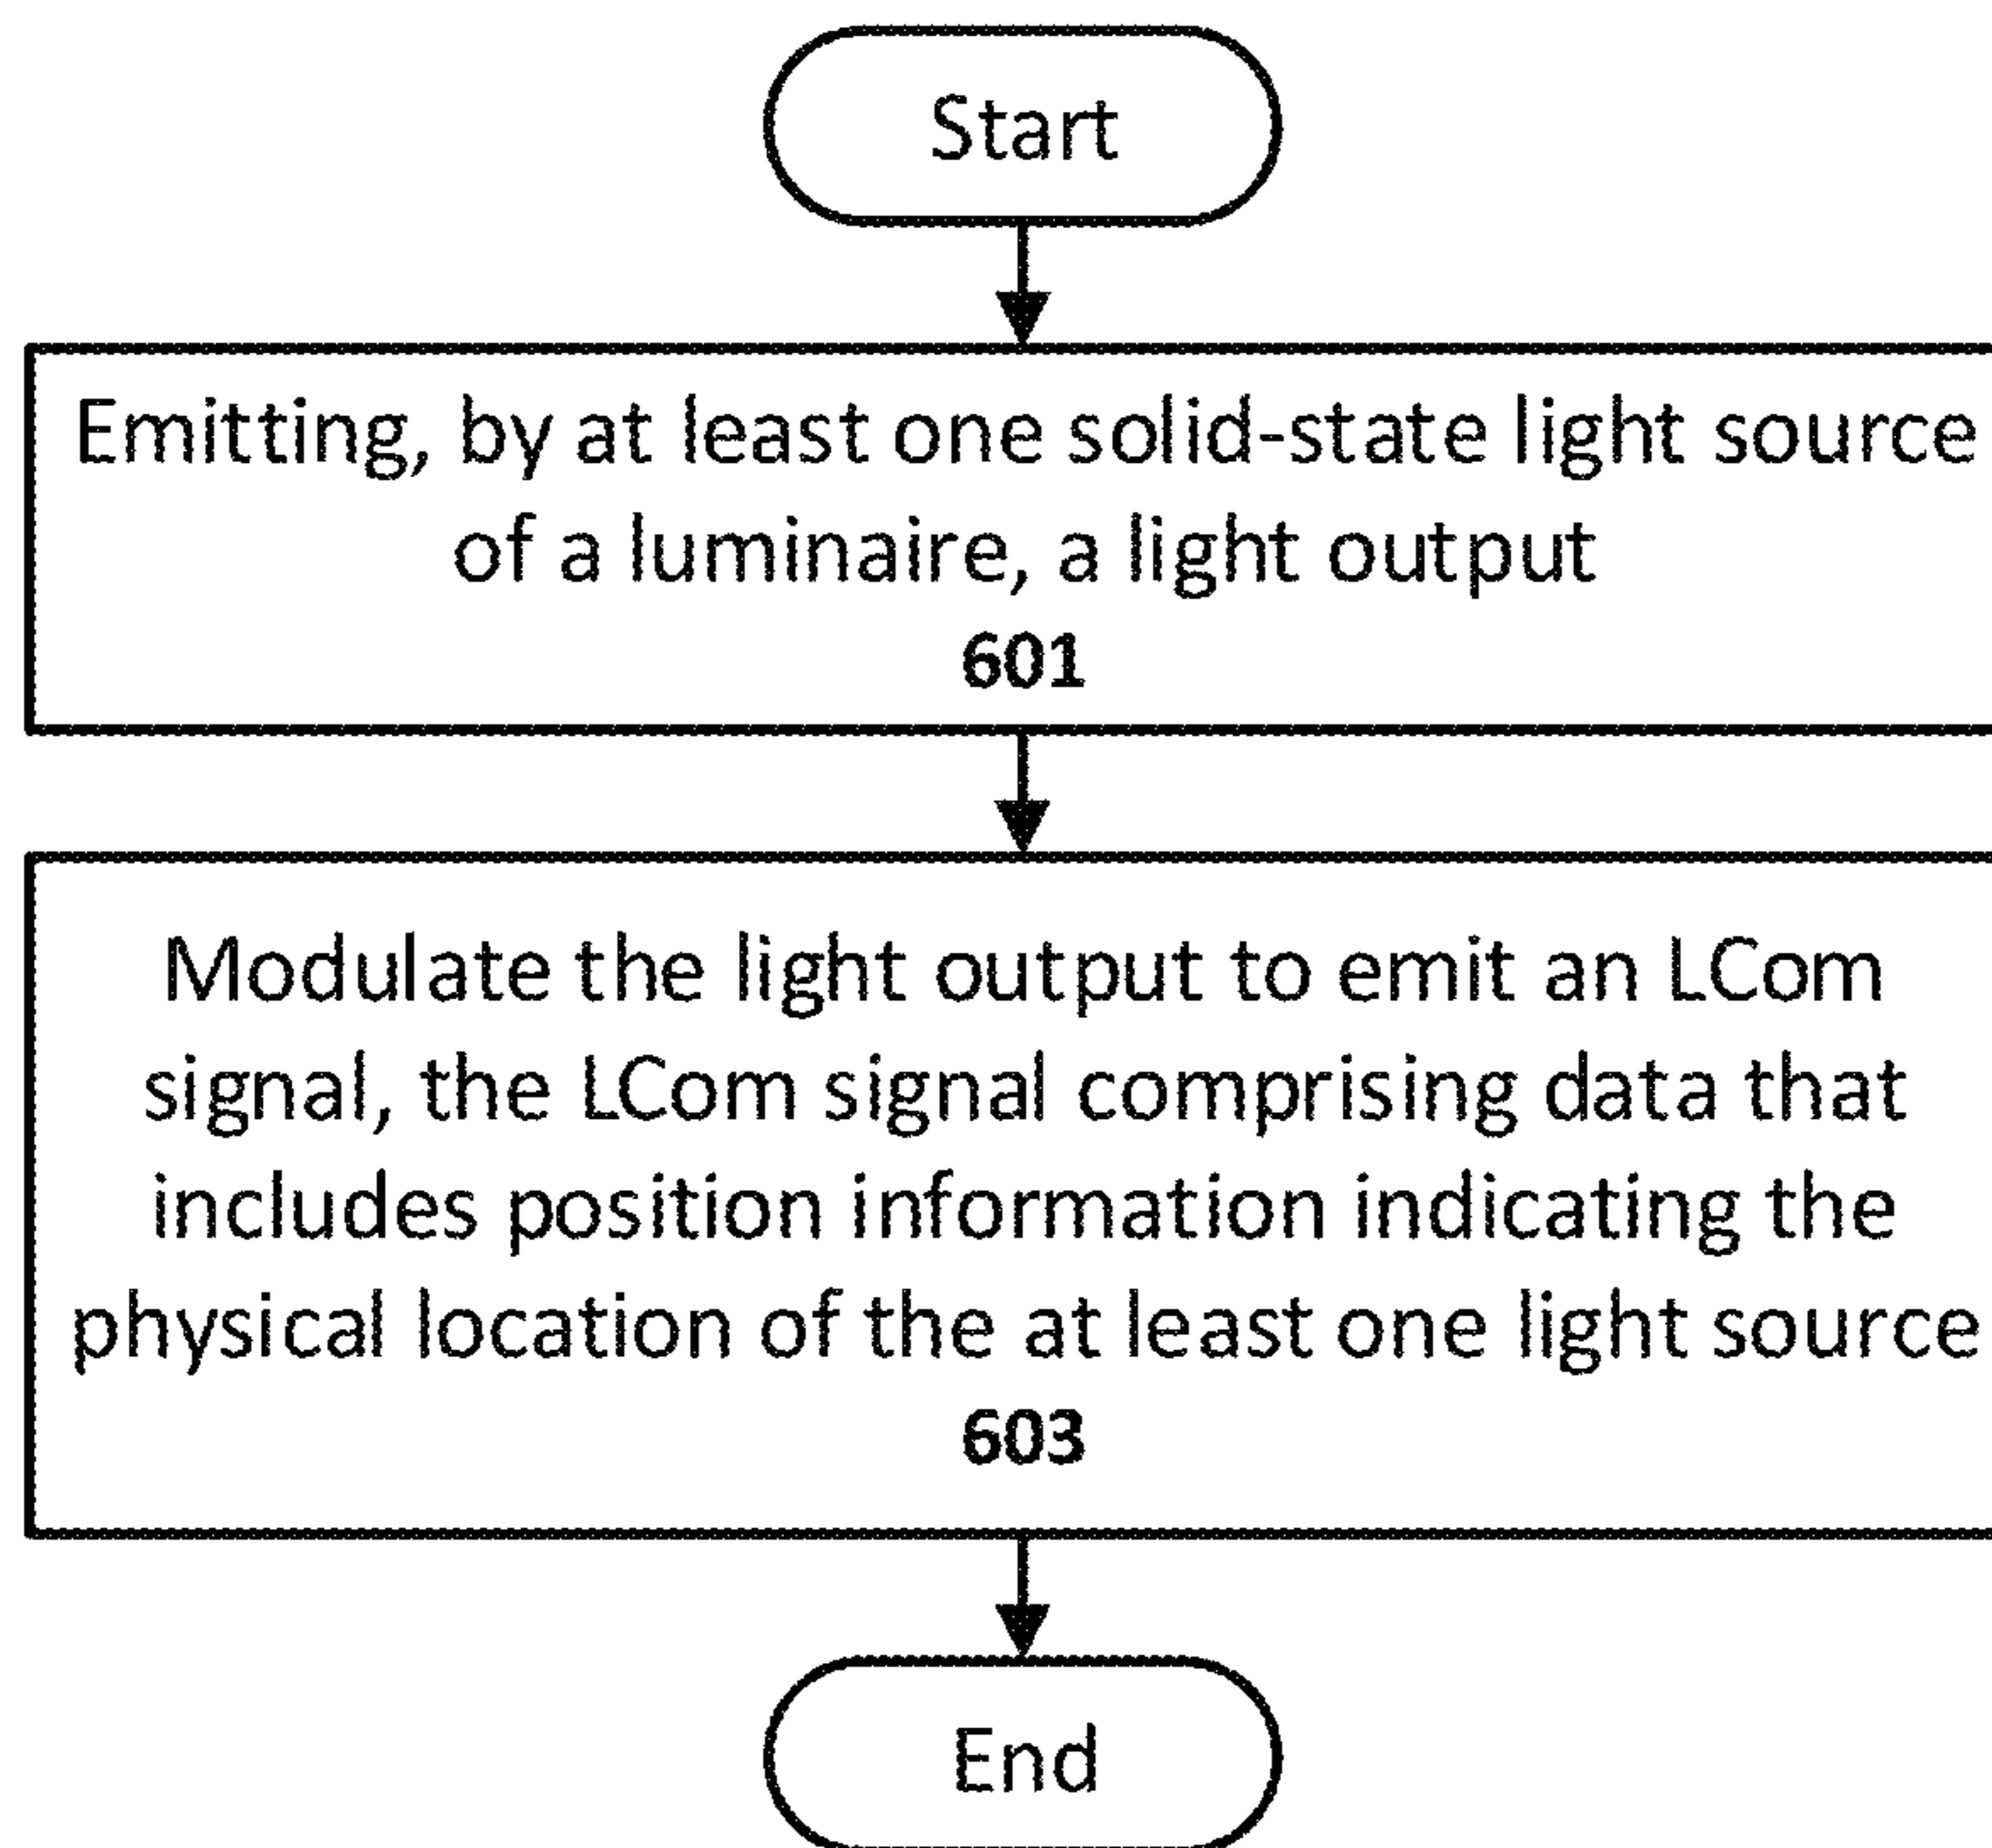 Start
Emitting, by at least one solid-state light source
of a luminaire, a light output
601
Modulate the light output to emit an LCom
signal, the LCom signal comprising data that
includes position information indicating the
physical location of the at least one light source
603
End